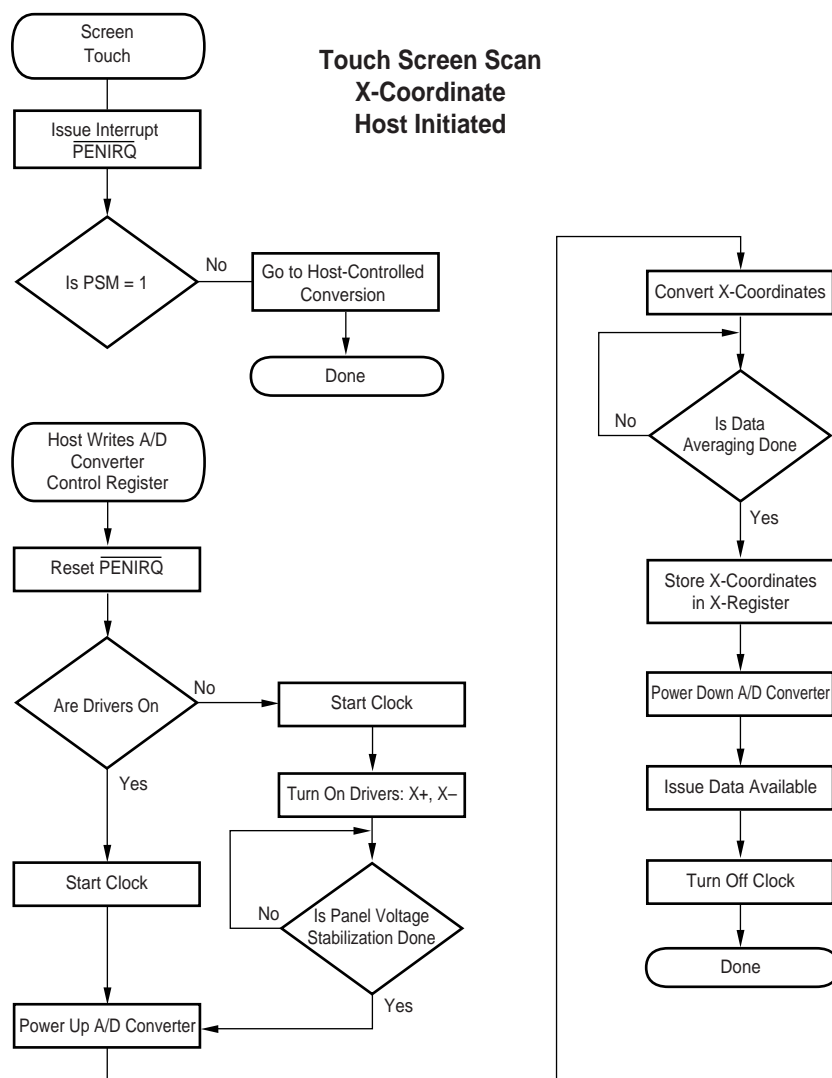 Touch Screen Scan
X-Coordinate
Host Initiated
Screen
Touch
Issue Interrupt
PENIRQ
Is PSM = 1
No
Go to Host-Controlled
Conversion
Done
Host Writes A/D
Converter
Control Register
Reset PENIRQ
Are Drivers On
No
Start Clock
Turn On Drivers: X+, X–
Is Panel Voltage
Stabilization Done
No
Yes
Yes
Start Clock
Power Up A/D Converter
Convert X-Coordinates
Is Data
Averaging Done
No
Yes
Store X-Coordinates
in X-Register
Power Down A/D Converter
Issue Data Available
Turn Off Clock
Done